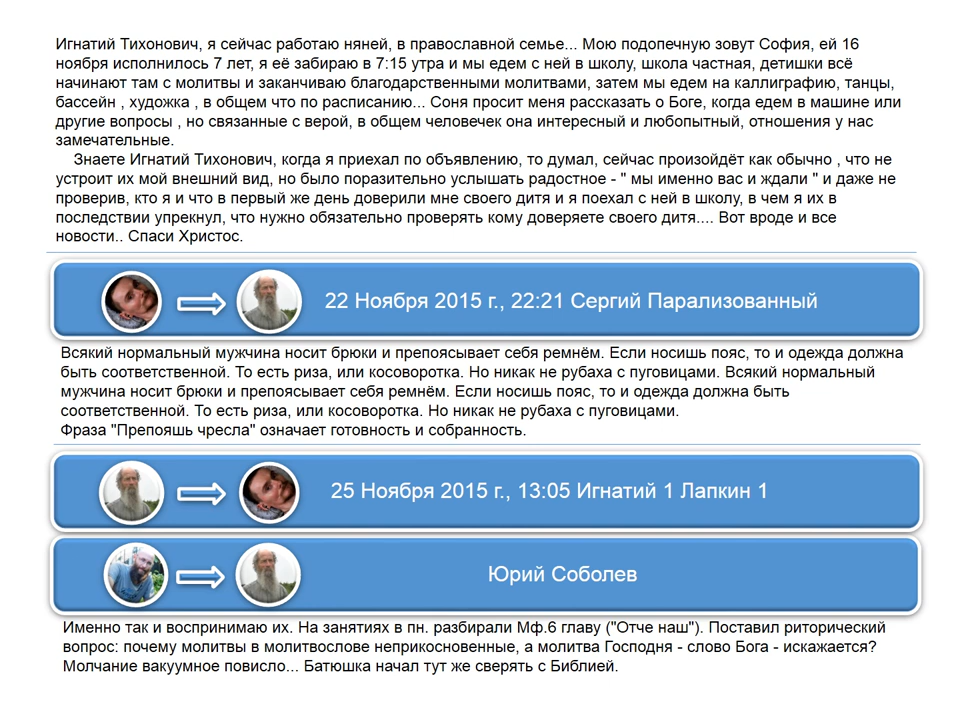 Игнатий Тихонович, я сейчас работаю няней, в православной семье... Мою подопечную зовут София, ей 16
ноября исполнилось 7 лет, я её забираю в 7:15 утра и мы едем с ней в школу, школа частная, детишки всё
начинают там с молитвы и заканчиваю благодарственными молитвами, затем мы едем на каллиграфию, танцы,
бассейн , художка , в общем что по расписанию... Соня просит меня рассказать о Боге, когда едем в машине или
другие вопросы , но связанные с верой, в общем человечек она интересный и любопытный, отношения у нас
замечательные.
Знаете Игнатий Тихонович, когда я приехал по объявлению, то думал, сейчас произойдёт как обычно , что не
устроит их мой внешний вид, но было поразительно услышать радостное - " мы именно вас и ждали " и даже не
проверив, кто я и что в первый же день доверили мне своего дитя и я поехал с ней в школу, в чем я их в
последствии упрекнул, что нужно обязательно проверять кому доверяете своего дитя.... Вот вроде и все
новости.. Спаси Христос.
22 Ноября 2015 г., 22:21 Сергий Парализованный
Всякий нормальный мужчина носит брюки и препоясывает себя ремнём. Если носишь пояс, то и одежда должна
быть соответственной. То есть риза, или косоворотка. Но никак не рубаха с пуговицами. Всякий нормальный
мужчина носит брюки и препоясывает себя ремнём. Если носишь пояс, то и одежда должна быть
соответственной. То есть риза, или косоворотка. Но никак не рубаха с пуговицами.
Фраза "Препояшь чресла" означает готовность и собранность.
25 Ноября 2015 г., 13:05 Игнатий 1 Лапкин 1
Юрий Соболев
Именно так и воспринимаю их. На занятиях в пн. разбирали Мф.6 главу ("Отче наш"). Поставил риторический
вопрос: почему молитвы в молитвослове неприкосновенные, а молитва Господня - слово Бога - искажается?
Молчание вакуумное повисло... Батюшка начал тут же сверять с Библией.